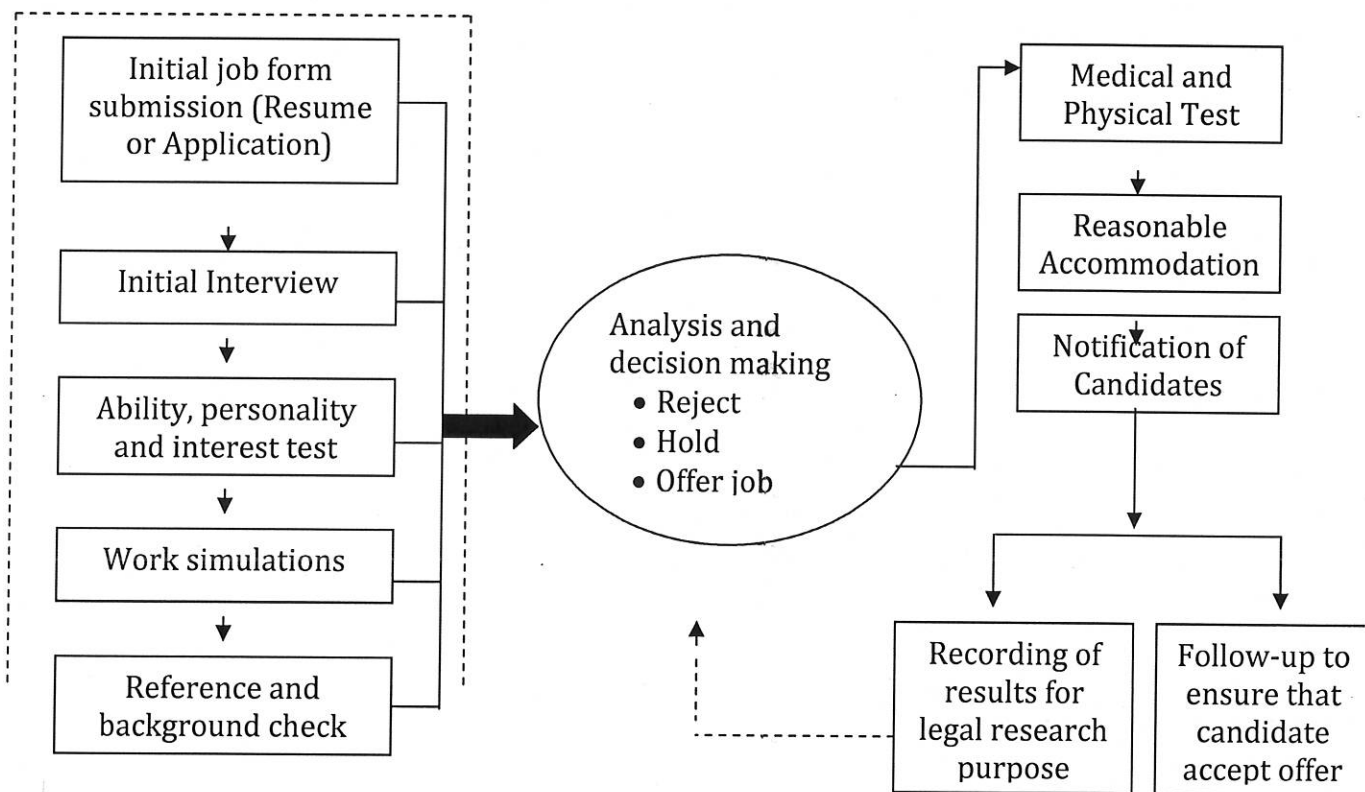 Initial job form
submission (Resume
or Application)
Initial Interview
Ability, personality
and interest test
Work simulations
Reference and
background check
Analysis and
decision making
• Reject
• Hold
• Offer job
Medical and
Physical Test
Reasonable
Accommodation
Notification of
Candidates
Recording of
results for
legal research
purpose
Follow-up to
ensure that
candidate
accept offer